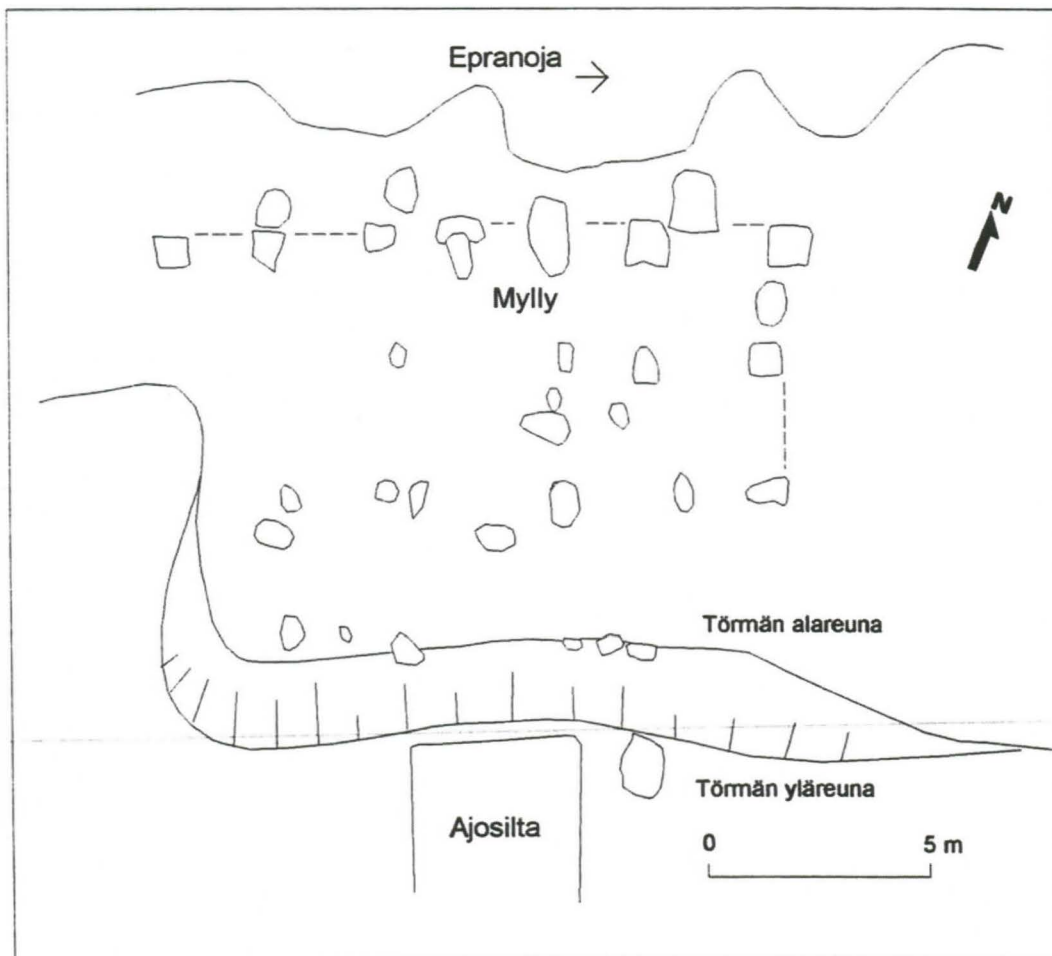 Epranoja
N
Mylly
Törmän alareuna
Törmän yläreuna
Ajosilta
0 5 m